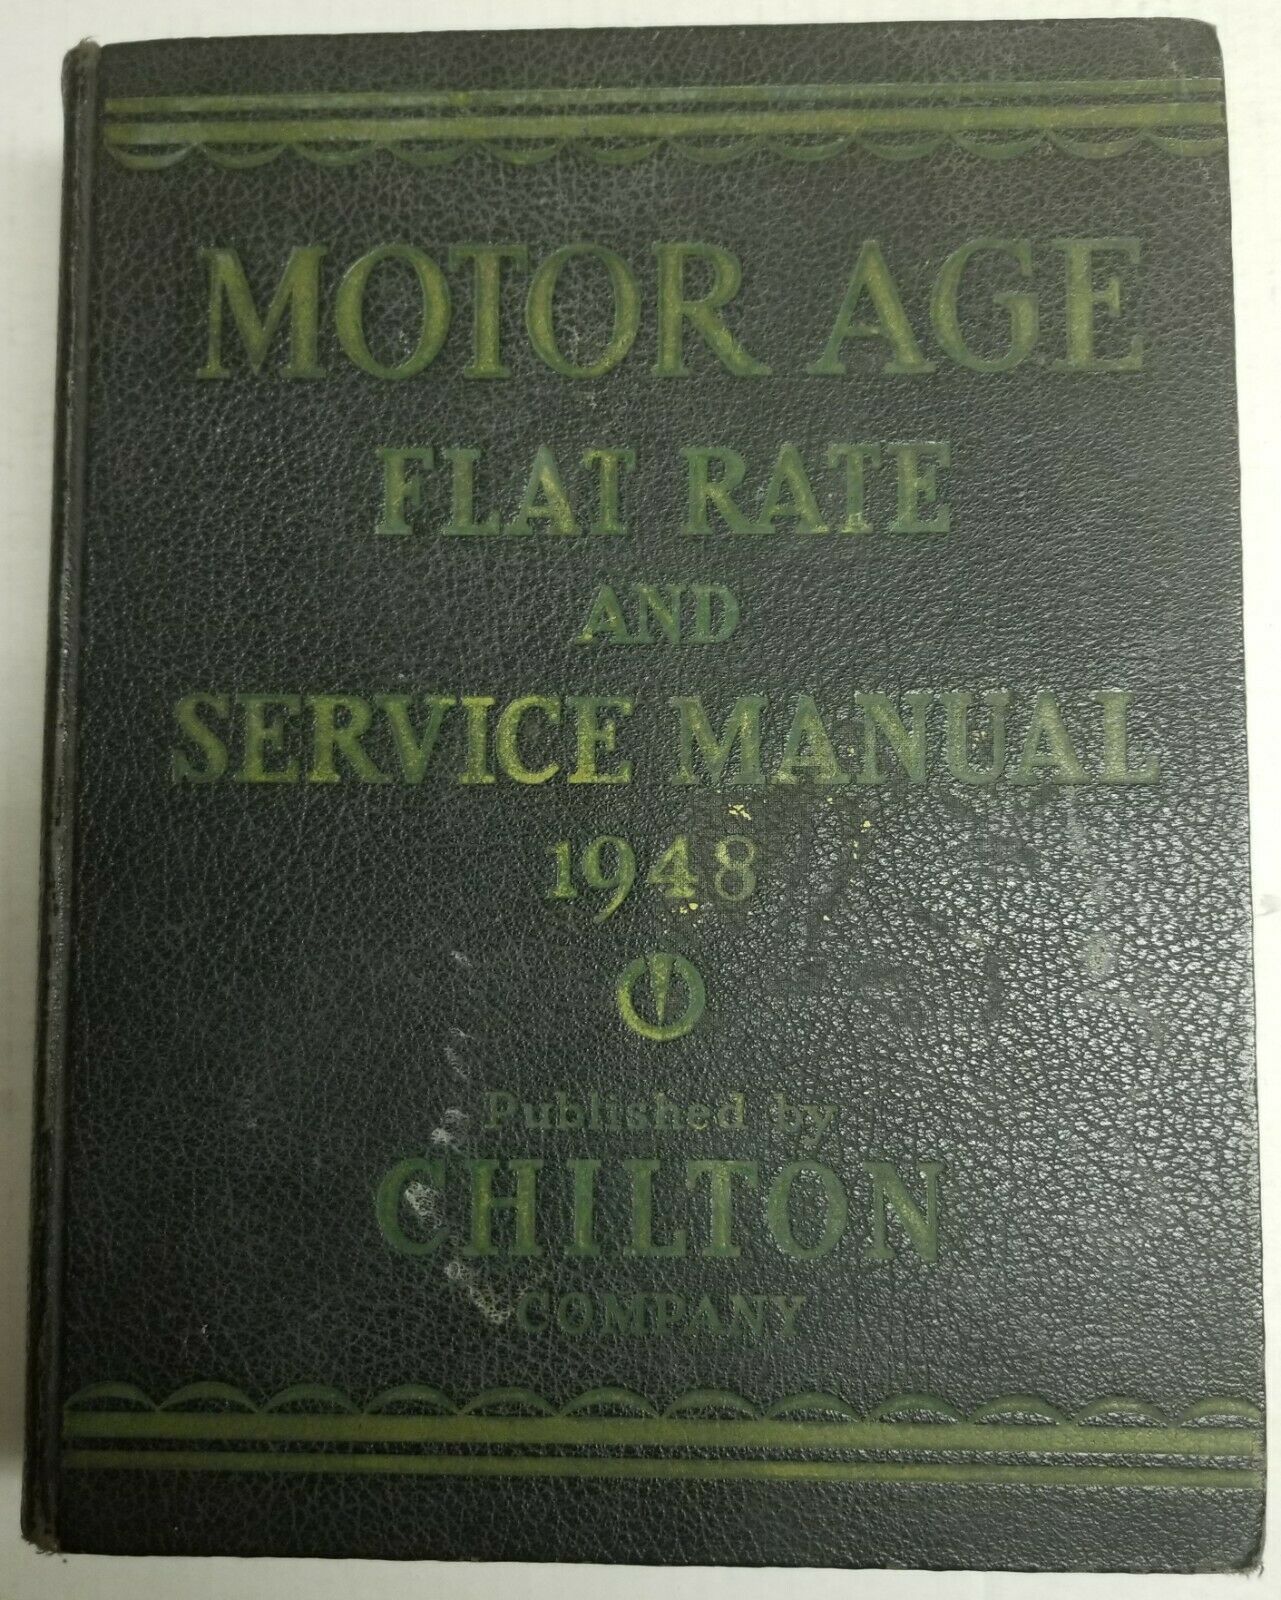 MOTOR AGE
FLAT RATE
AND
SERVICE MANUAL
1948
Published by
CHILTON
COMPANY